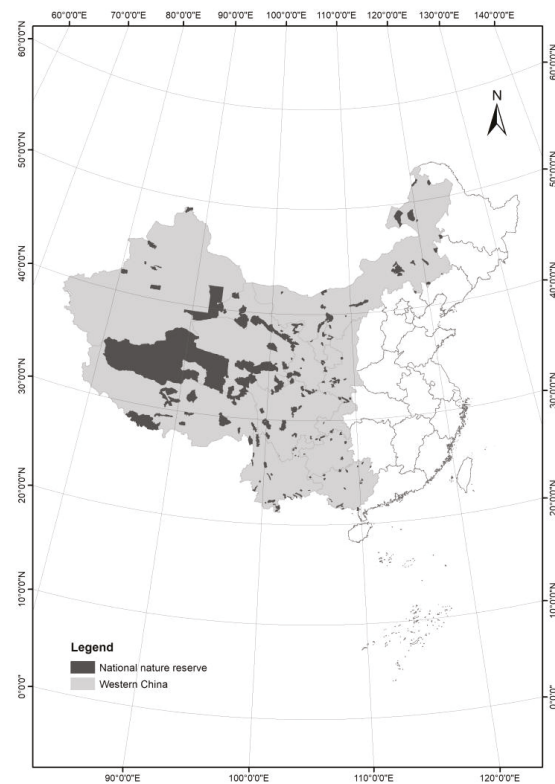 60°0'0"E 70°0'0"E 80°0'0"E 90°0'0"E 100°0'0"E 110°0'0"E 120°0'0"E 130°0'0"E 140°0'0"E
60°0'0"N
60°0'0"N
N
50°0'0"N
50°0'0"N
40°0'0"N
40°0'0"N
30°0'0"N
30°0'0"N
20°0'0"N
20°0'0"N
10°0'0"N
10°0'0"N
Legend
National nature reserve
Western China
0°0'0"
0°0'0"
90°0'0"E 100°0'0"E 110°0'0"E 120°0'0"E